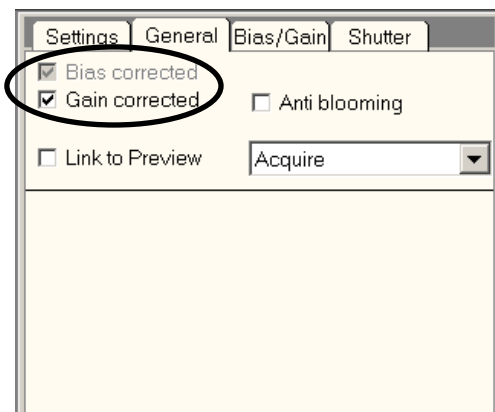 Settings General Bias/Gain Shutter
Bias corrected
Gain corrected Anti blooming
Link to Preview Acquire